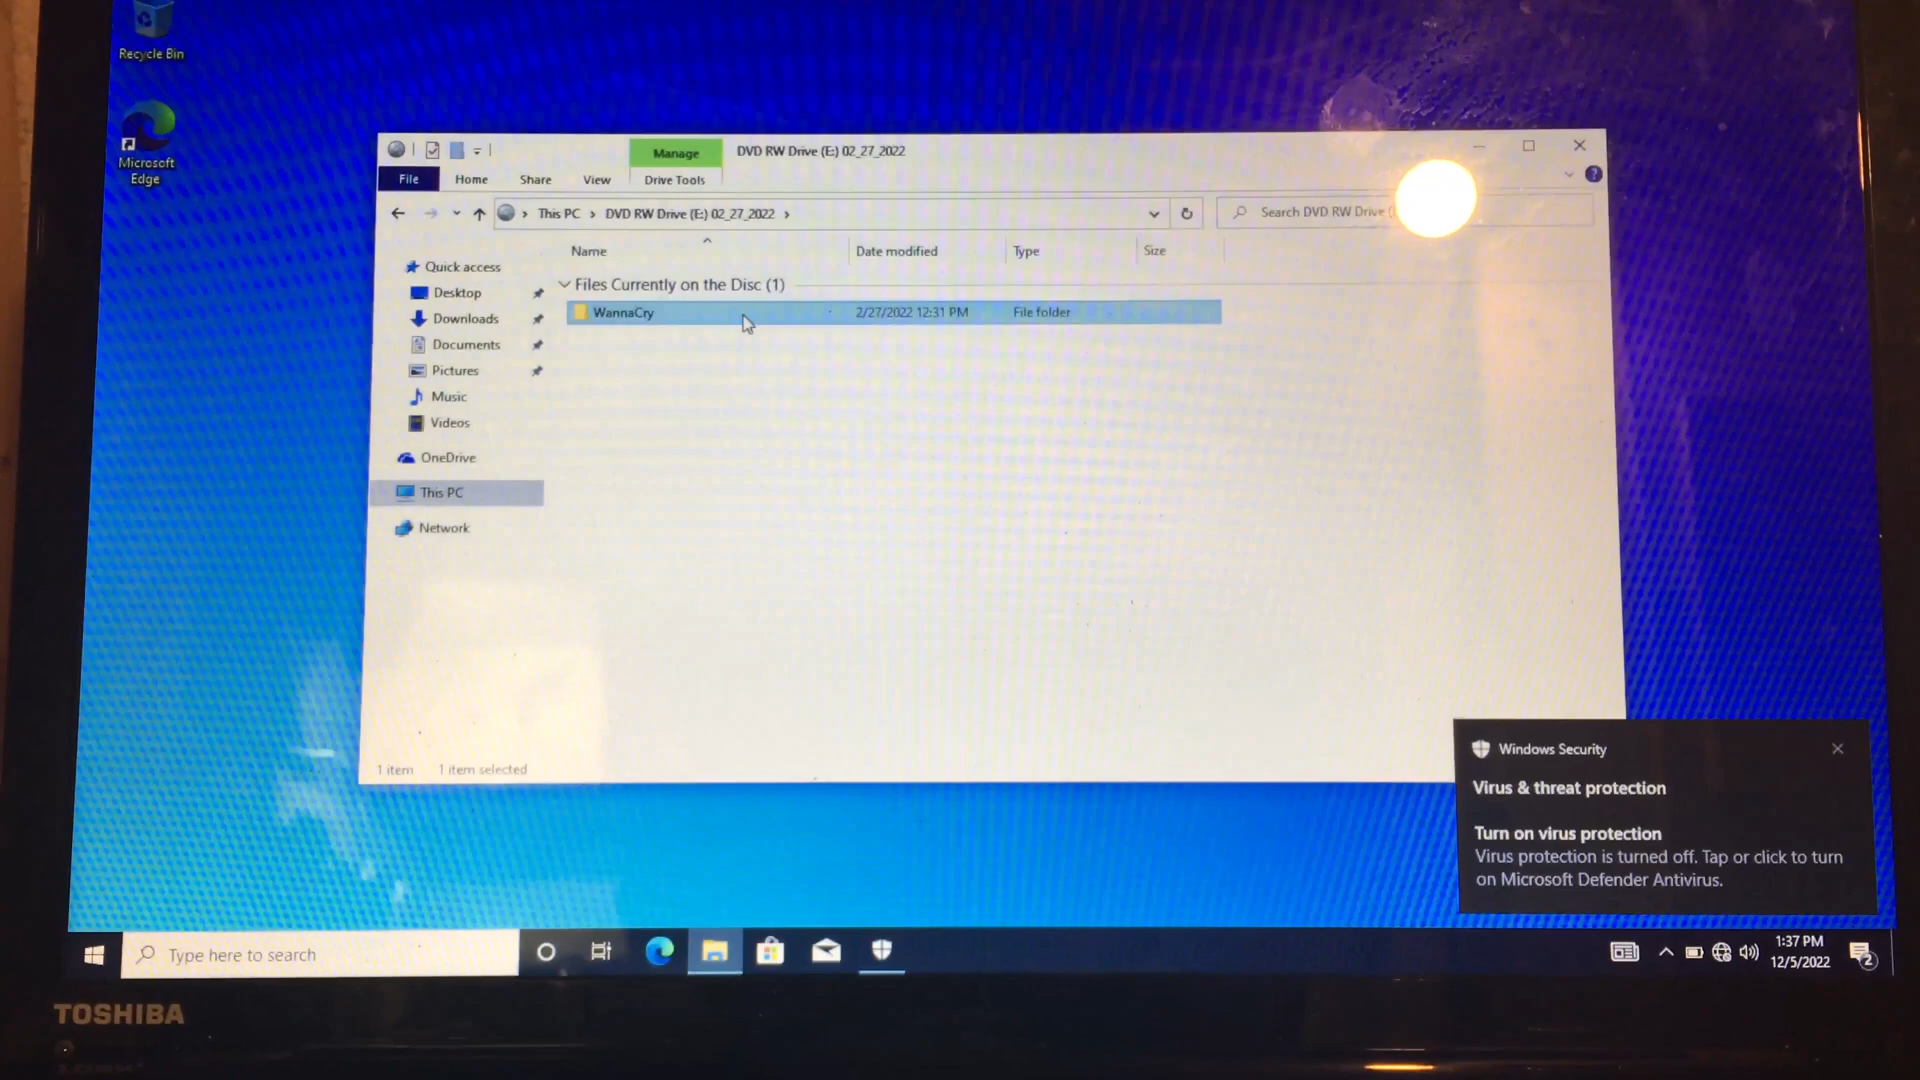 Recycle Bin
Microsoft
Edge
Manage
DVD RW Drive (E:) 02_27_2022
File
Home
Share
View
Drive Tools
This PC
DVD RW Drive (E:) 02_27_2022
Search DVD RW Drive (
Name
Date modified
Type
Size
Files Currently on the Disc (1)
WannaCry
2/27/2022 12:31 PM
File folder
Quick access
Desktop
Downloads
Documents
Pictures
Music
Videos
OneDrive
This PC
Network
1 item
1 item selected
Windows Security
Virus & threat protection
Turn on virus protection
Virus protection is turned off. Tap or click to turn
on Microsoft Defender Antivirus.
Type here to search
1:37 PM
12/5/2022
2
TOSHIBA